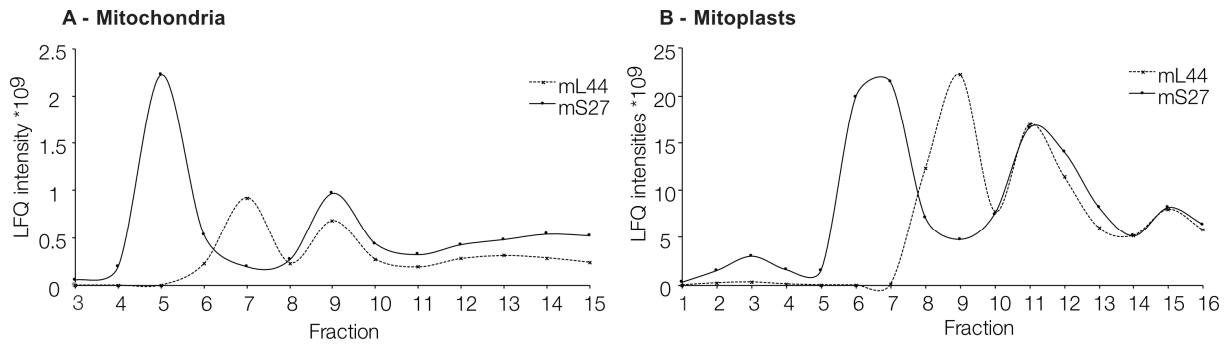 A - Mitochondria
LFQ intensity *10⁹
2.5
2
1.5
1
0.5
0
mL44
mS27
3 4 5 6 7 8 9 10 11 12 13 14 15
Fraction
B - Mitoplasts
LFQ intensities *10⁹
25
20
15
10
5
0
mL44
mS27
1 2 3 4 5 6 7 8 9 10 11 12 13 14 15 16
Fraction